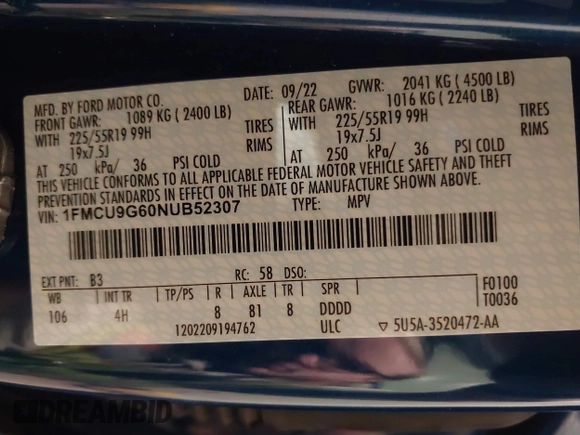 MFD. BY FORD MOTOR CO. DATE: 09/22 GVWR: 2041 KG ( 4500 LB)
FRONT GAWR: 1089 KG ( 2400 LB) REAR GAWR: 1016 KG ( 2240 LB)
WITH 225/55R19 99H TIRES WITH 225/55R19 99H TIRES
19x7.5J RIMS 19x7.5J RIMS
AT 250 kPa/ 36 PSI COLD AT 250 kPa/ 36 PSI COLD
THIS VEHICLE CONFORMS TO ALL APPLICABLE FEDERAL MOTOR VEHICLE SAFETY AND THEFT
PREVENTION STANDARDS IN EFFECT ON THE DATE OF MANUFACTURE SHOWN ABOVE.
VIN: 1FMCU9G60NUB52307 TYPE: MPV
EXT PNT: B3 RC: 58 DSO:
WB INT TR TP/PS R AXLE TR SPR F0100
106 4H 8 81 8 DDDD T0036
1202209194762 ULC ▽ 5U5A-3520472-AA
DREAMBID